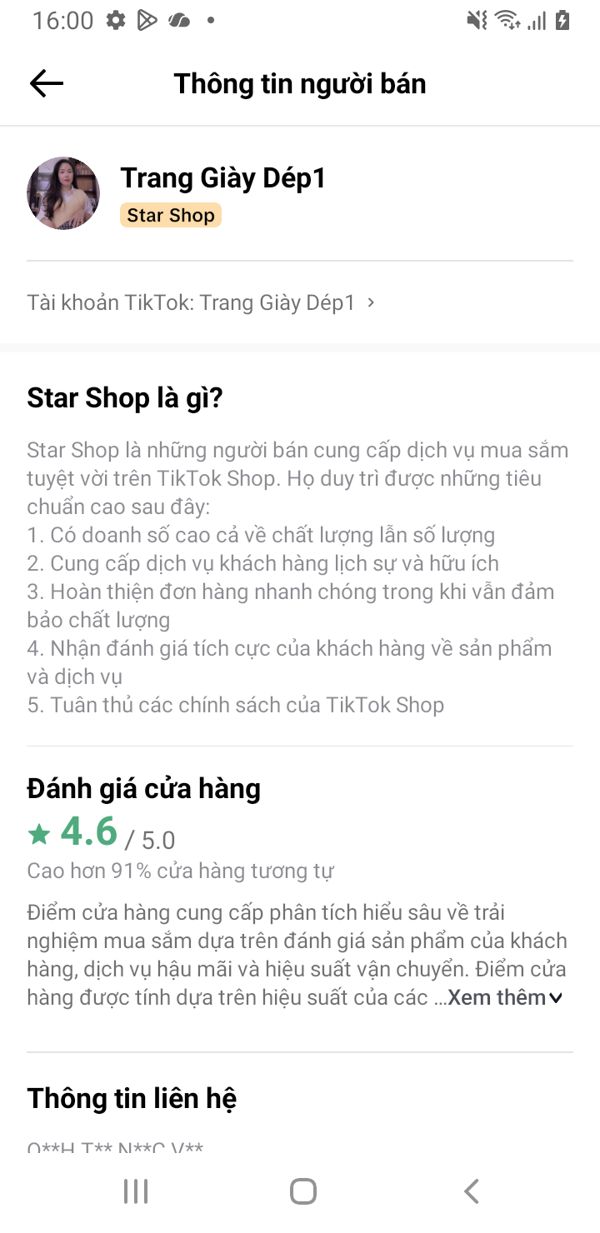 16:00
Thông tin người bán
Trang Giày Dép1
Star Shop
Tài khoản TikTok: Trang Giày Dép1 >
Star Shop là gì?
Star Shop là những người bán cung cấp dịch vụ mua sắm
tuyệt vời trên TikTok Shop. Họ duy trì được những tiêu
chuẩn cao sau đây:
1. Có doanh số cao cả về chất lượng lẫn số lượng
2. Cung cấp dịch vụ khách hàng lịch sự và hữu ích
3. Hoàn thiện đơn hàng nhanh chóng trong khi vẫn đảm
bảo chất lượng
4. Nhận đánh giá tích cực của khách hàng về sản phẩm
và dịch vụ
5. Tuân thủ các chính sách của TikTok Shop
Đánh giá cửa hàng
4.6 / 5.0
Cao hơn 91% cửa hàng tương tự
Điểm cửa hàng cung cấp phân tích hiểu sâu về trải
nghiệm mua sắm dựa trên đánh giá sản phẩm của khách
hàng, dịch vụ hậu mãi và hiệu suất vận chuyển. Điểm cửa
hàng được tính dựa trên hiệu suất của các ...Xem thêm
Thông tin liên hệ
T** N**C V**